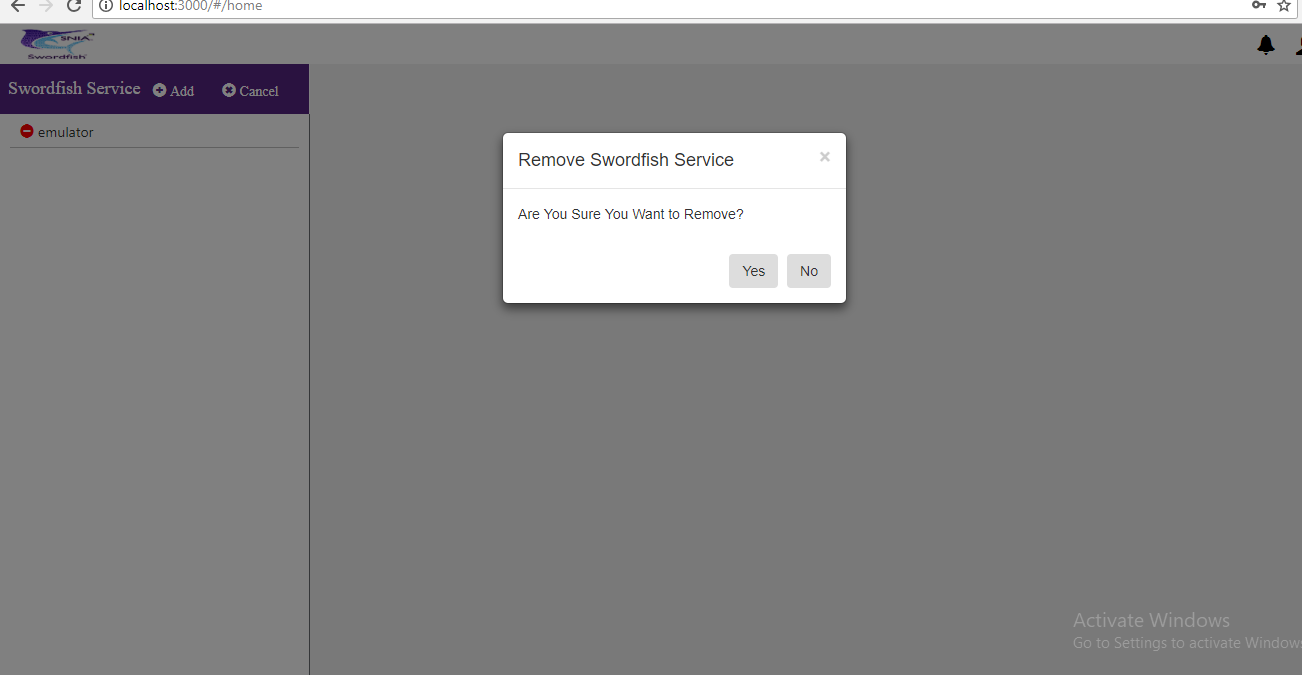 localhost:3000/#/home
SNIA
Swordfish
Swordfish Service Add Cancel
emulator
Remove Swordfish Service ×
Are You Sure You Want to Remove?
Yes No
Activate Windows
Go to Settings to activate Windows